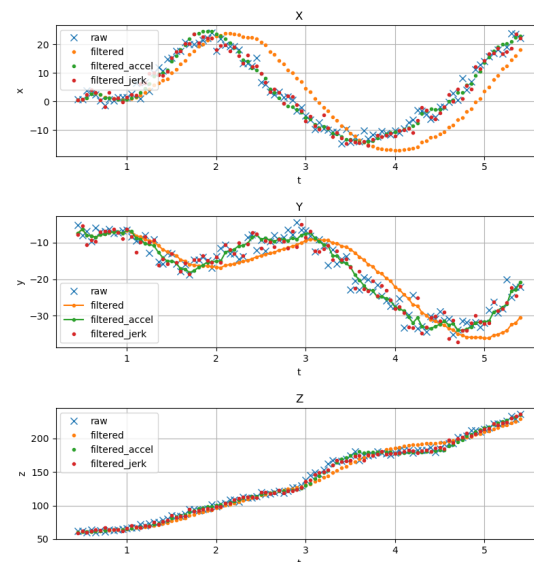 X
20
10
0
−10
x
raw
filtered
filtered_accel
filtered_jerk
1
2
3
4
5
t
Y
−10
−20
−30
y
raw
filtered
filtered_accel
filtered_jerk
1
2
3
4
5
t
Z
200
150
100
50
z
raw
filtered
filtered_accel
filtered_jerk
1
2
3
4
5
t